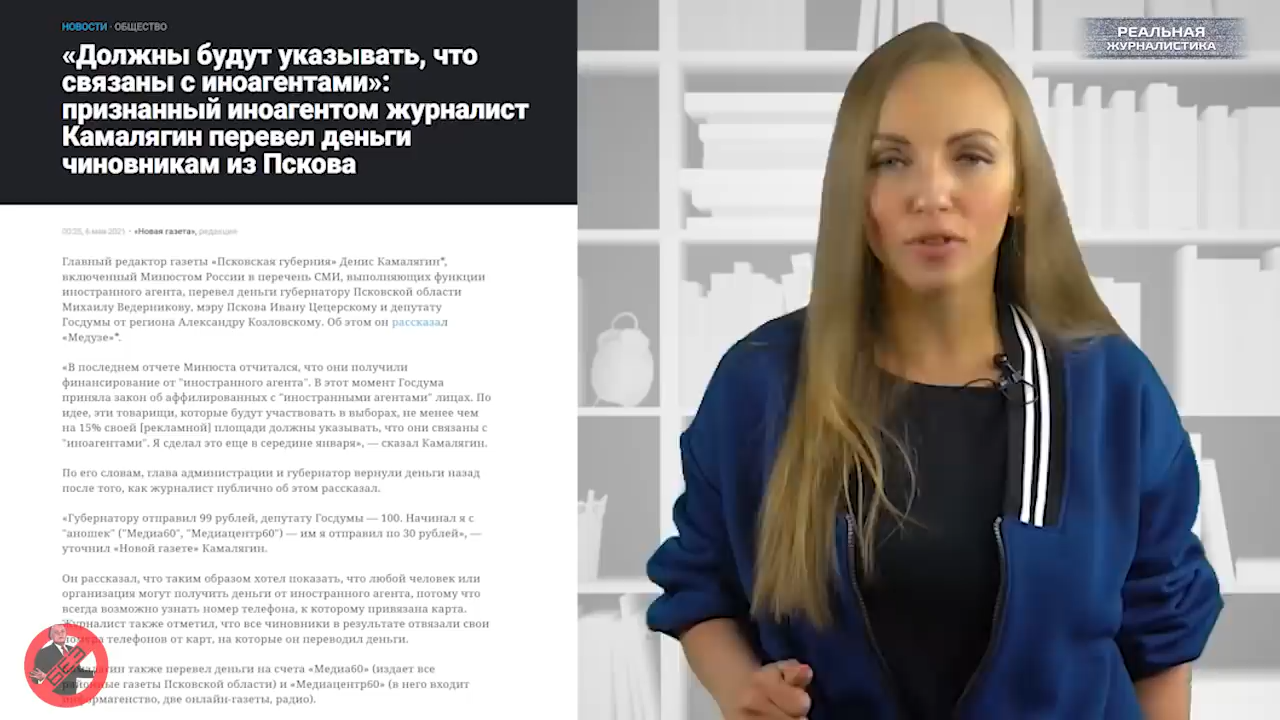 НОВОСТИ · ОБЩЕСТВО
«Должны будут указывать, что
связаны с иноагентами»:
признанный иноагентом журналист
Камалягин перевел деньги
чиновникам из Пскова
00:28, 6 мая 2021 · «Новая газета», редакция
Главный редактор газеты «Псковская губерния» Денис Камалягин*,
включенный Минюстом России в перечень СМИ, выполняющих функции
иностранного агента, перевел деньги губернатору Псковской области
Михаилу Ведерникову, мэру Пскова Ивану Цецерскому и депутату
Госдумы от региона Александру Козловскому. Об этом он рассказал
«Медузе»*.
«В последнем отчете Минюста отчитался, что они получили
финансирование от "иностранного агента". В этот момент Госдума
приняла закон об аффилированных с "иностранными агентами" лицах. По
идее, эти товарищи, которые будут участвовать в выборах, не менее чем
на 15% своей [рекламной] площади должны указывать, что они связаны с
"иноагентами". Я сделал это еще в середине января», — сказал Камалягин.
По его словам, глава администрации и губернатор вернули деньги назад
после того, как журналист публично об этом рассказал.
«Губернатору отправил 99 рублей, депутату Госдумы — 100. Начинал я с
"аношек" ("Медиа60", "Медиацентр60") — им я отправил по 30 рублей», —
уточнил «Новой газете» Камалягин.
Он рассказал, что таким образом хотел показать, что любой человек или
организация могут получить деньги от иностранного агента, потому что
всегда возможно узнать номер телефона, к которому привязана карта.
Журналист также отметил, что все чиновники в результате отвязали свои
номера телефонов от карт, на которые он переводил деньги.
Камалягин также перевел деньги на счета «Медиа60» (издает все
районные газеты Псковской области) и «Медиацентр60» (в него входит
информагенство, две онлайн-газеты, радио).
РЕАЛЬНАЯ
ЖУРНАЛИСТИКА